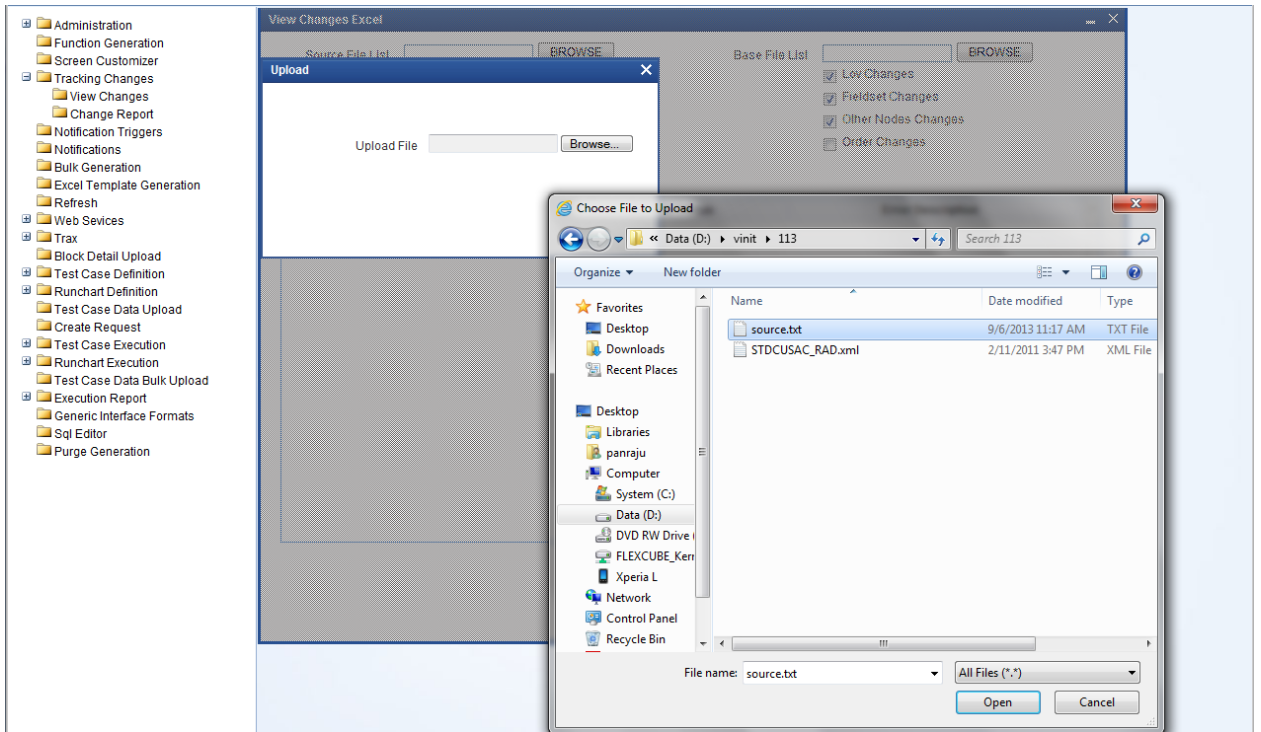 Administration
Function Generation
Screen Customizer
Tracking Changes
View Changes
Change Report
Notification Triggers
Notifications
Bulk Generation
Excel Template Generation
Refresh
Web Sevices
Trax
Block Detail Upload
Test Case Definition
Runchart Definition
Test Case Data Upload
Create Request
Test Case Execution
Runchart Execution
Test Case Data Bulk Upload
Execution Report
Generic Interface Formats
Sql Editor
Purge Generation
View Changes Excel
Source File List BROWSE Base File List BROWSE
Lov Changes
Fieldset Changes
Other Nodes Changes
Order Changes
Upload
Upload File Browse...
Choose File to Upload
« Data (D:) vinit 113 Search 113
Organize New folder
Favorites
Desktop
Downloads
Recent Places
Desktop
Libraries
panraju
Computer
System (C:)
Data (D:)
DVD RW Drive (
FLEXCUBE_Kerr
Xperia L
Network
Control Panel
Recycle Bin
Name Date modified Type
source.txt 9/6/2013 11:17 AM TXT File
STDCUSAC_RAD.xml 2/11/2011 3:47 PM XML File
File name: source.txt All Files (*.*)
Open Cancel